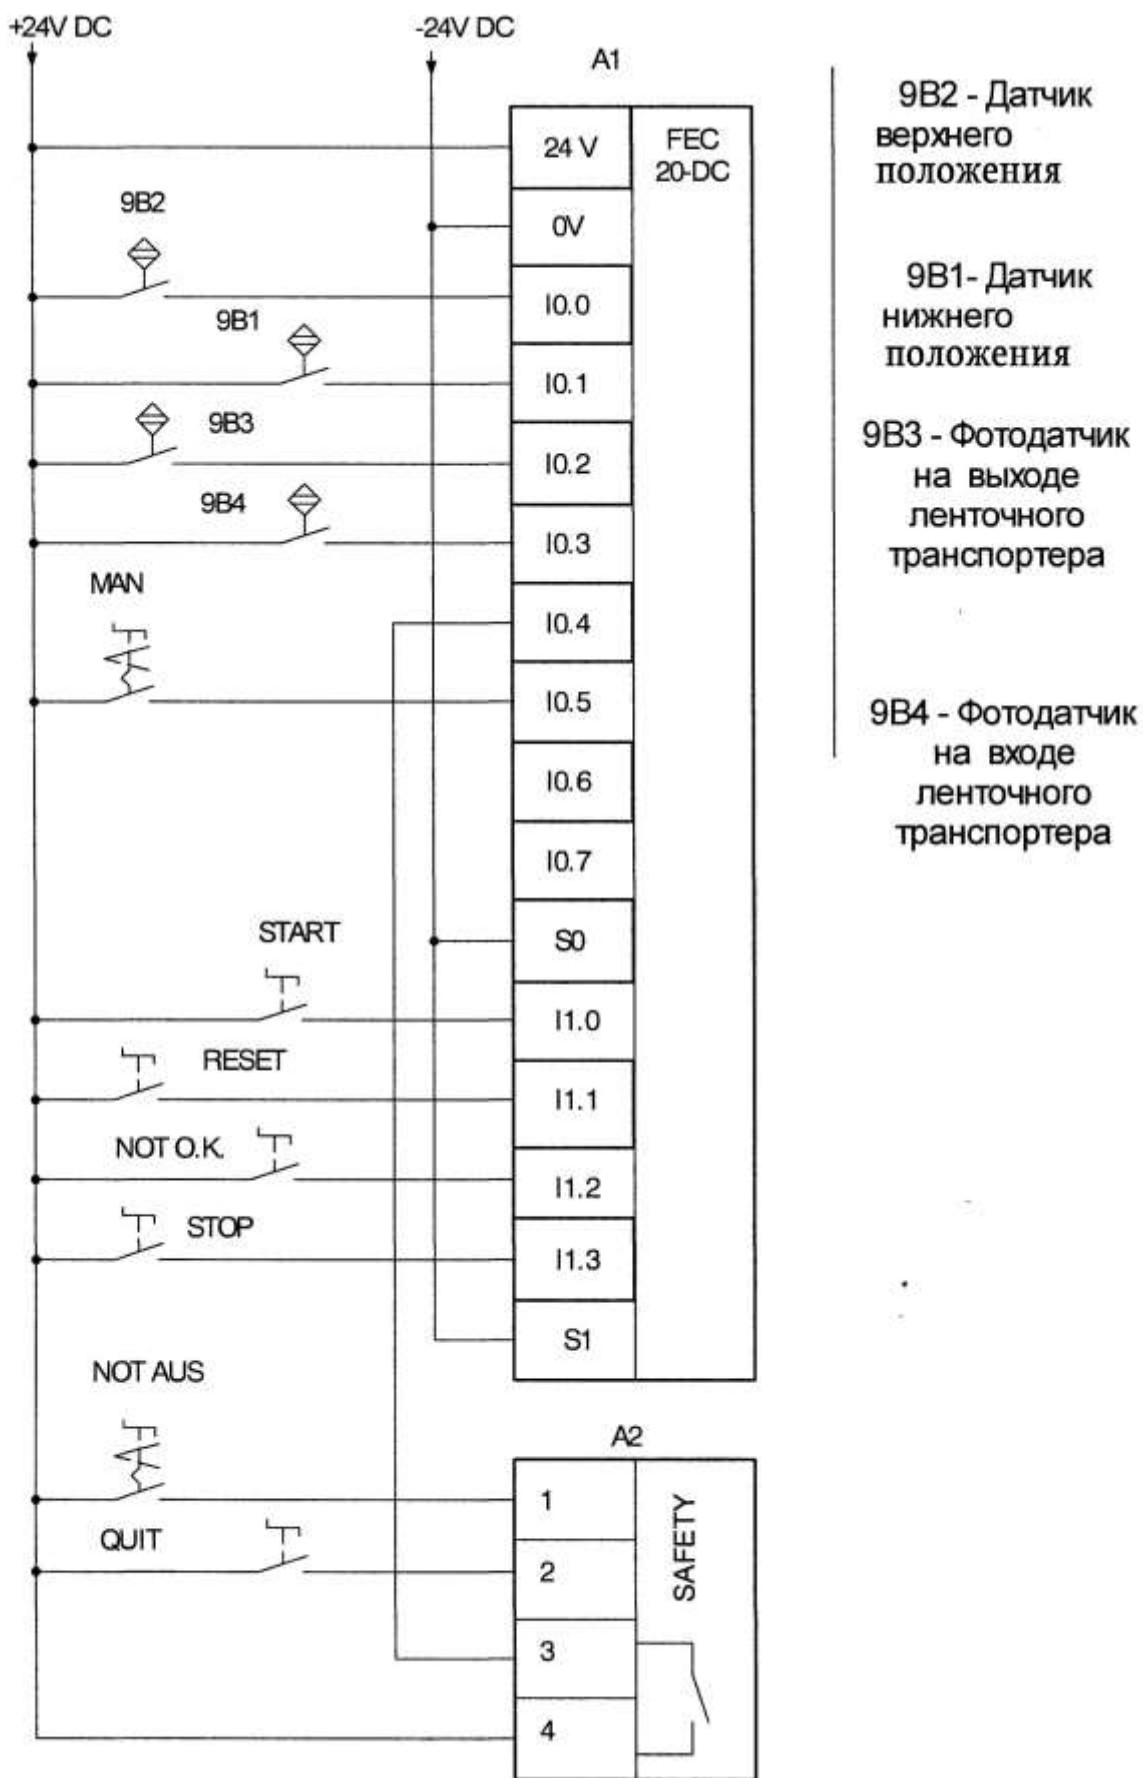 +24V DC
-24V DC
A1
24 V
FEC
20-DC
0V
9B2
I0.0
9B1
I0.1
9B3
I0.2
9B4
I0.3
MAN
I0.4
I0.5
I0.6
I0.7
START
S0
I1.0
RESET
I1.1
NOT O.K.
I1.2
STOP
I1.3
S1
NOT AUS
A2
1
QUIT
2
SAFETY
3
4
9B2 - Датчик
верхнего
положения
9B1- Датчик
нижнего
положения
9B3 - Фотодатчик
на выходе
ленточного
транспортера
9B4 - Фотодатчик
на входе
ленточного
транспортера